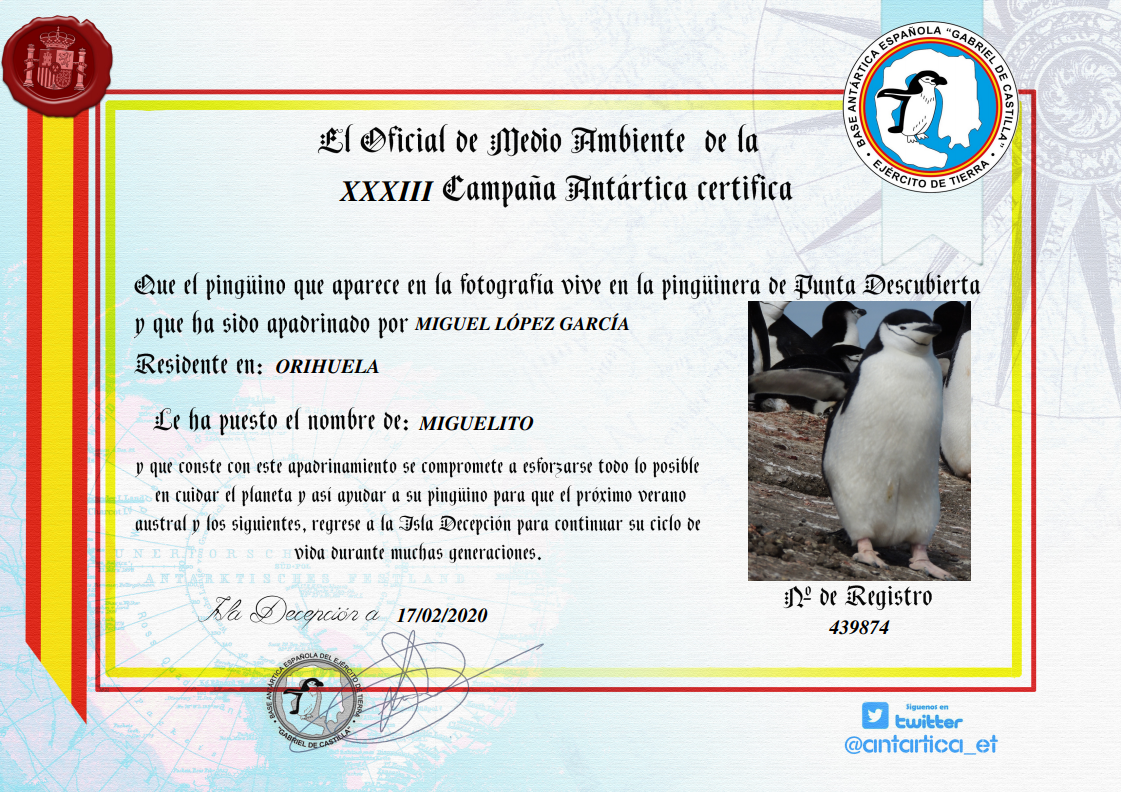 BASE ANTÁRTICA ESPAÑOLA "GABRIEL DE CASTILLA"
• EJÉRCITO DE TIERRA •
El Oficial de Medio Ambiente de la
XXXIII Campaña Antártica certifica
Que el pingüino que aparece en la fotografía vive en la pingüinera de Punta Descubierta
y que ha sido apadrinado por MIGUEL LÓPEZ GARCÍA
Residente en: ORIHUELA
Le ha puesto el nombre de: MIGUELITO
y que conste con este apadrinamiento se compromete a esforzarse todo lo posible
en cuidar el planeta y así ayudar a su pingüino para que el próximo verano
austral y los siguientes, regrese a la Isla Decepción para continuar su ciclo de
vida durante muchas generaciones.
ANTARKTISCHES FESTLAND
Isla Decepción a 17/02/2020
Nº de Registro
439874
BASE ANTÁRTICA ESPAÑOLA DEL EJÉRCITO DE TIERRA
"GABRIEL DE CASTILLA"
Síguenos en
twitter
@antartica_et